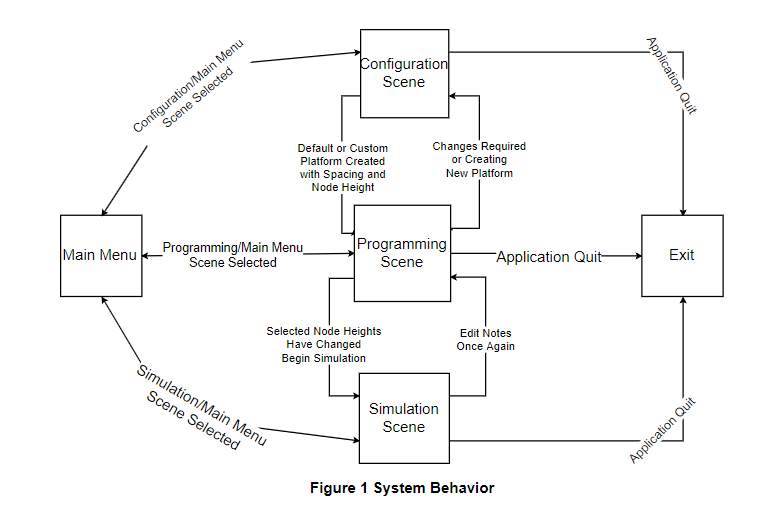 Configuration
Scene
Application Quit
Configuration/Main Menu
Scene Selected
Default or Custom
Platform Created
with Spacing and
Node Height
Changes Required
or Creating
New Platform
Main Menu
Programming/Main Menu
Scene Selected
Programming
Scene
Application Quit
Exit
Selected Node Heights
Have Changed
Begin Simulation
Edit Notes
Once Again
Simulation/Main Menu
Scene Selected
Simulation
Scene
Application Quit
Figure 1 System Behavior